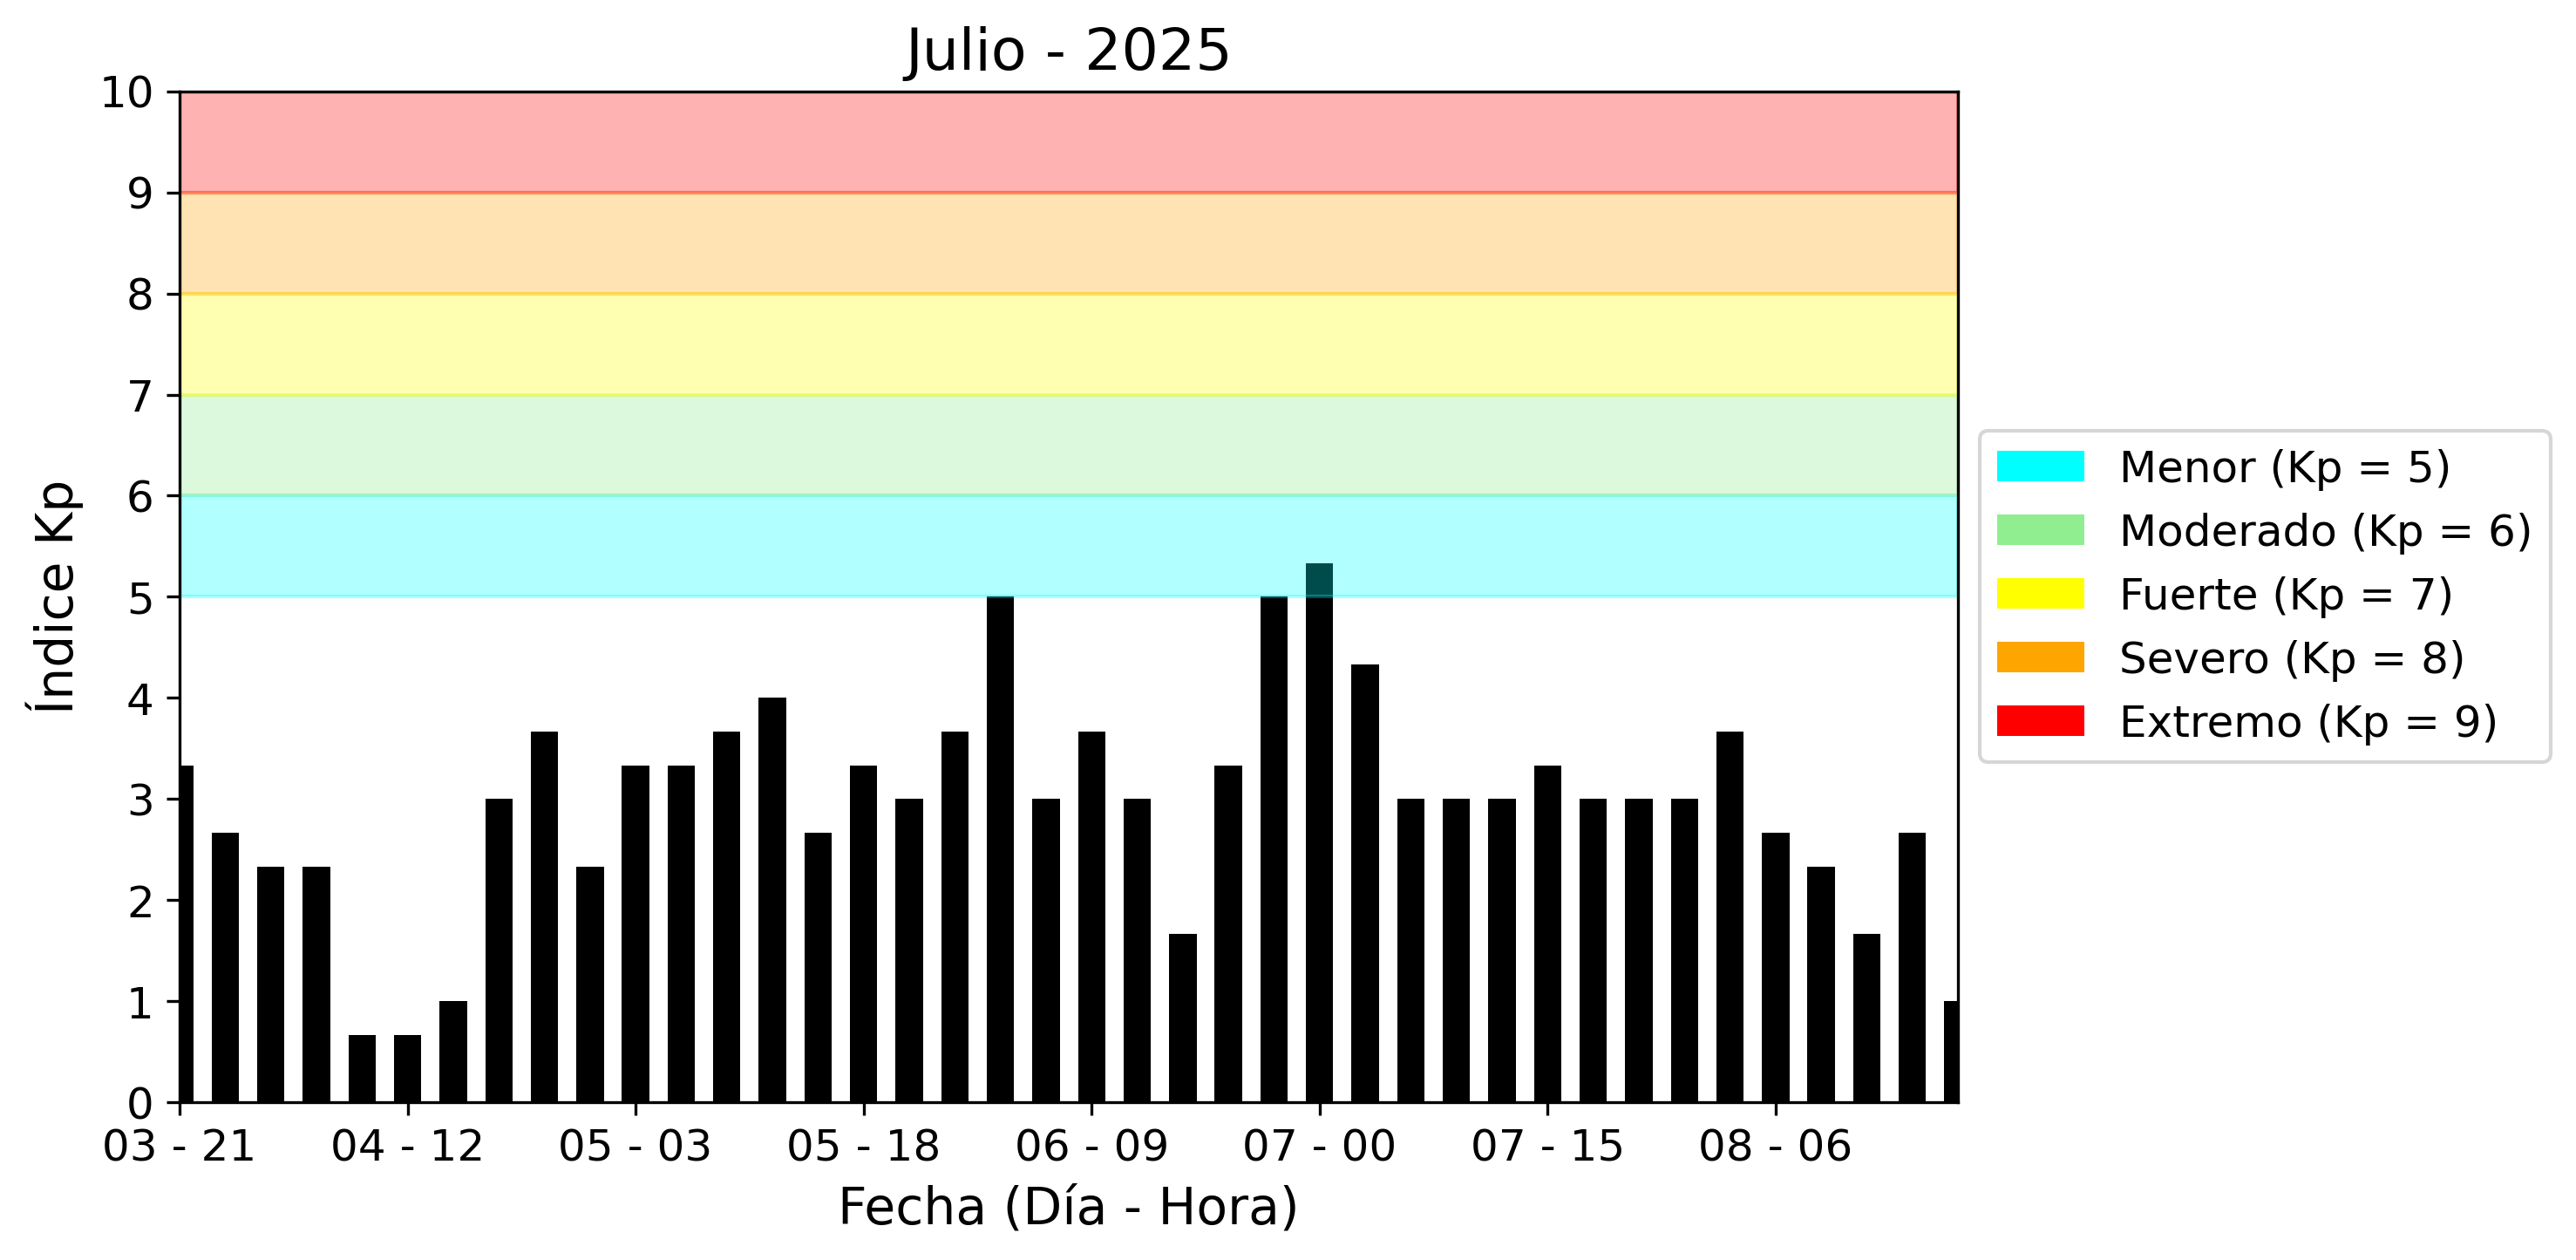 Julio - 2025
10
9
8
7
6
5
4
3
2
1
0
Índice Kp
03 - 21
04 - 12
05 - 03
05 - 18
06 - 09
07 - 00
07 - 15
08 - 06
Fecha (Día - Hora)
Menor (Kp = 5)
Moderado (Kp = 6)
Fuerte (Kp = 7)
Severo (Kp = 8)
Extremo (Kp = 9)